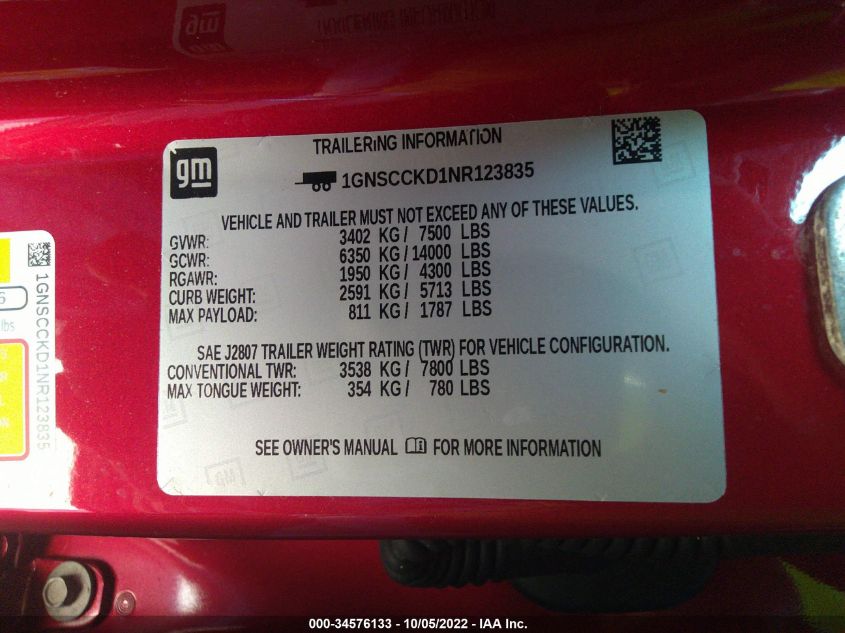 gm
TRAILERING INFORMATION
1GNSCCKD1NR123835
VEHICLE AND TRAILER MUST NOT EXCEED ANY OF THESE VALUES.
GVWR: 3402 KG/ 7500 LBS
GCWR: 6350 KG/14000 LBS
RGAWR: 1950 KG/ 4300 LBS
CURB WEIGHT: 2591 KG/ 5713 LBS
MAX PAYLOAD: 811 KG/ 1787 LBS
SAE J2807 TRAILER WEIGHT RATING (TWR) FOR VEHICLE CONFIGURATION.
CONVENTIONAL TWR: 3538 KG/ 7800 LBS
MAX TONGUE WEIGHT: 354 KG/ 780 LBS
SEE OWNER'S MANUAL FOR MORE INFORMATION
1GNSCCKD1NR123835
6
lbs
ON
000-34576133 - 10/05/2022 - IAA Inc.